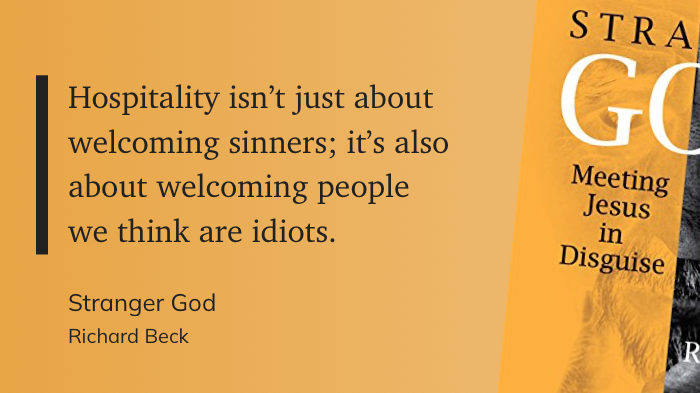 Hospitality isn’t just about
welcoming sinners; it’s also
about welcoming people
we think are idiots.
Stranger God
Richard Beck
STRA
GO
Meeting
Jesus
in
Disguise
R